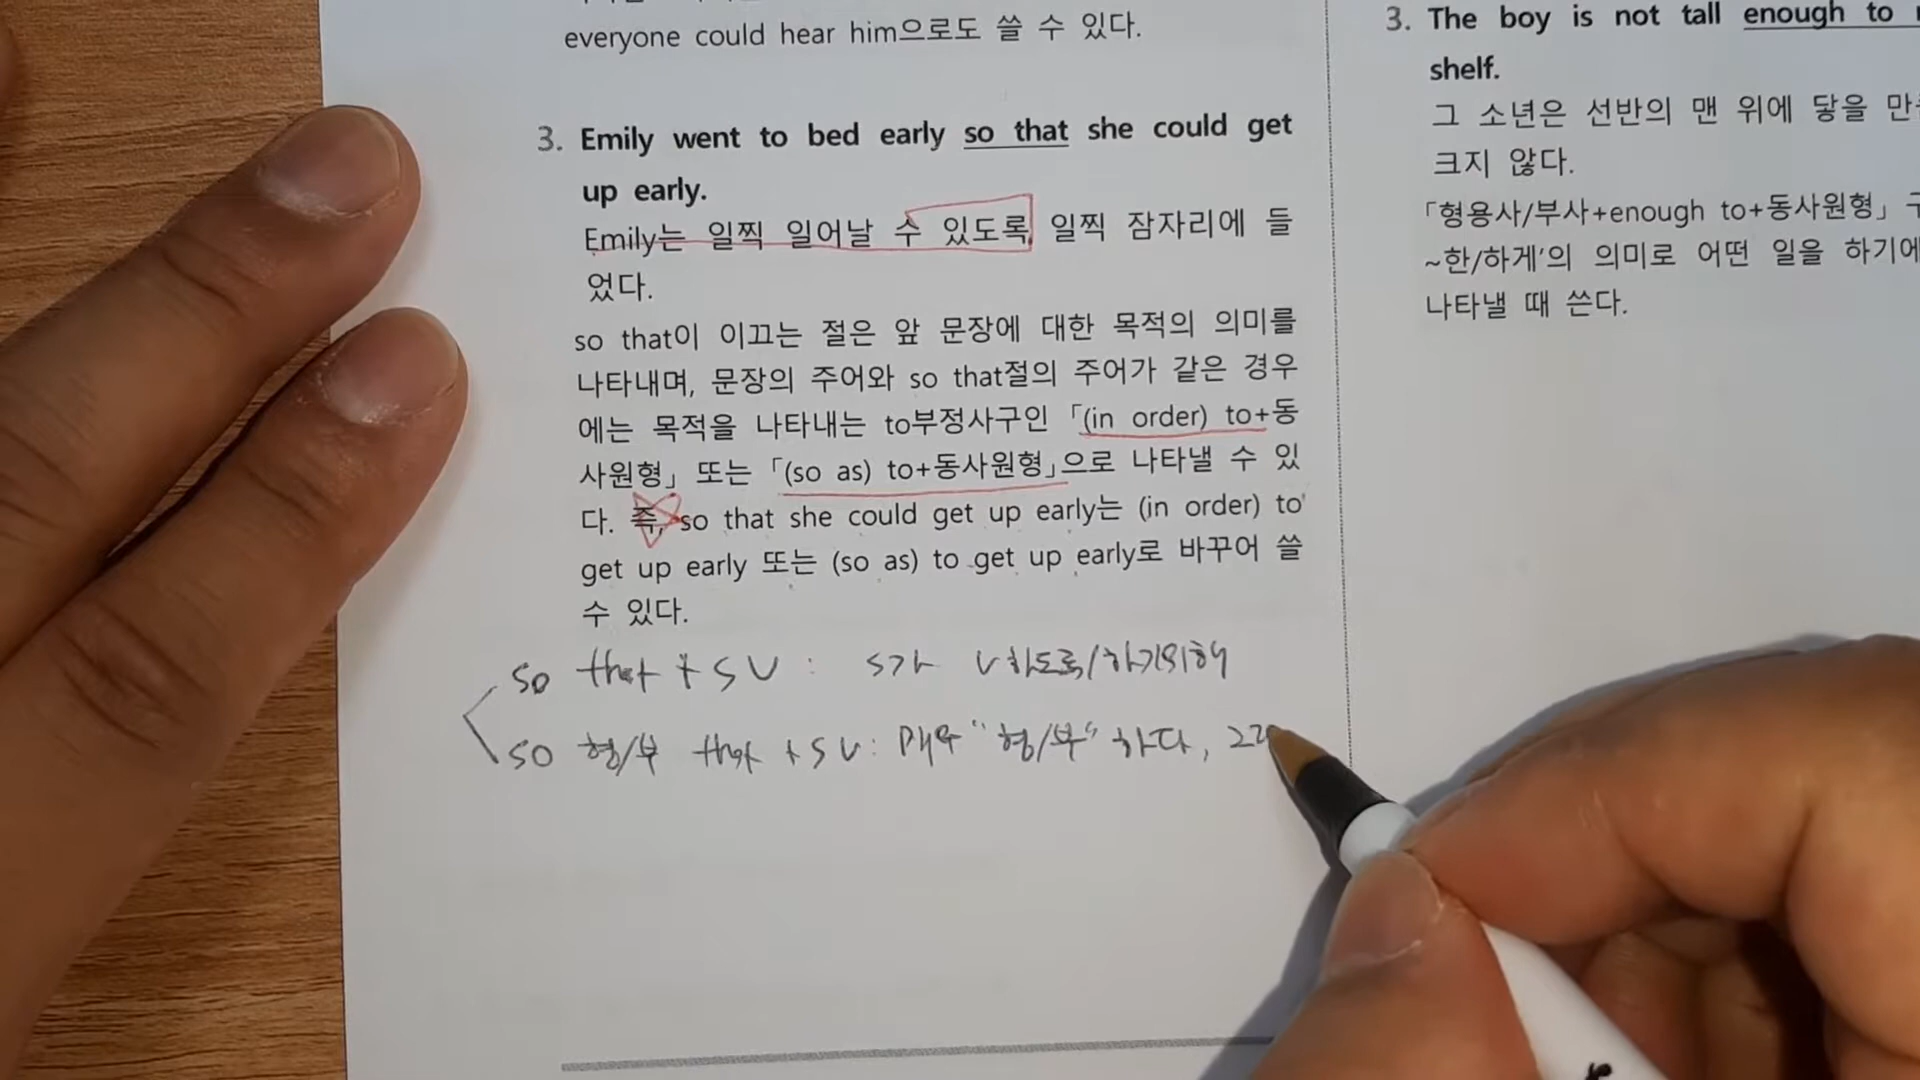 everyone could hear him으로도 쓸 수 있다.
3. Emily went to bed early so that she could get
up early.
Emily는 일찍 일어날 수 있도록 일찍 잠자리에 들
었다.
so that이 이끄는 절은 앞 문장에 대한 목적의 의미를
나타내며, 문장의 주어와 so that절의 주어가 같은 경우
에는 목적을 나타내는 to부정사구인 「(in order) to+동
사원형」 또는 「(so as) to+동사원형」으로 나타낼 수 있
다. 즉, so that she could get up early는 (in order) to
get up early 또는 (so as) to get up early로 바꾸어 쓸
수 있다.
so that + S V : S가 V하도록/하기위해
so 형/부 that + S V : 매우 "형/부" 하다,
3. The boy is not tall enough to
shelf.
그 소년은 선반의 맨 위에 닿을
크지 않다.
「형용사/부사+enough to+동사원형」
~한/하게'의 의미로 어떤 일을 하기에
나타낼 때 쓴다.